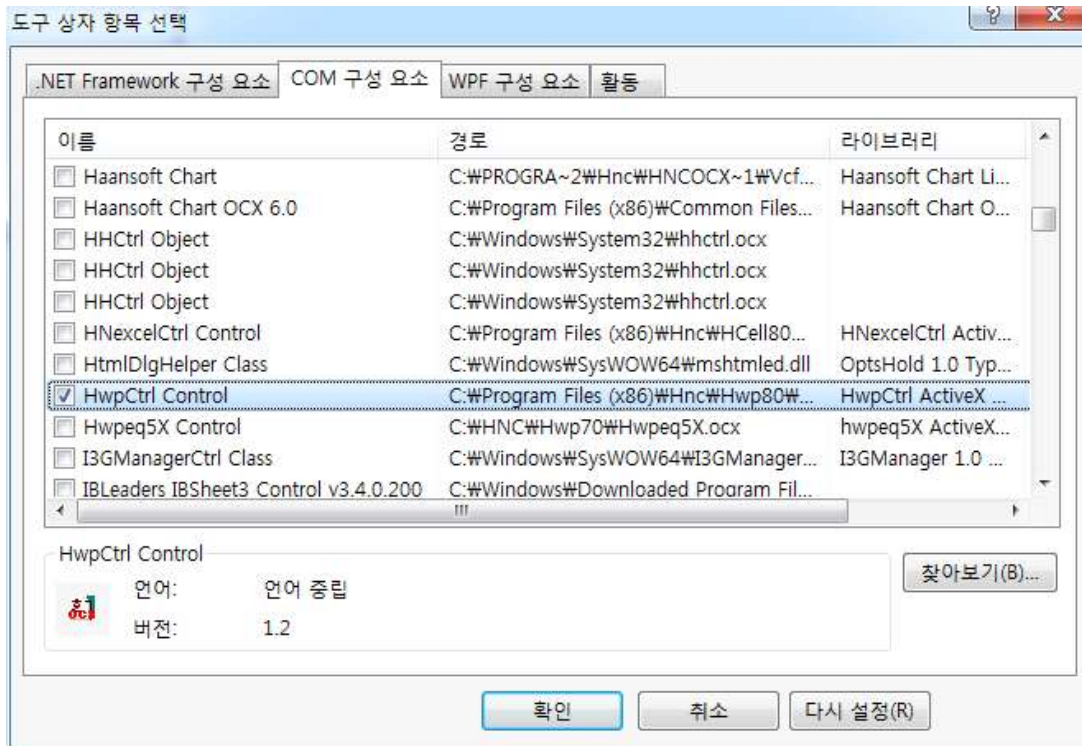 도구 상자 항목 선택
.NET Framework 구성 요소 COM 구성 요소 WPF 구성 요소 활동
이름 경로 라이브러리
Haansoft Chart C:₩PROGRA~2₩Hnc₩HNCOCX~1₩Vcf... Haansoft Chart Li...
Haansoft Chart OCX 6.0 C:₩Program Files (x86)₩Common Files... Haansoft Chart O...
HHCtrl Object C:₩Windows₩System32₩hhctrl.ocx
HHCtrl Object C:₩Windows₩System32₩hhctrl.ocx
HHCtrl Object C:₩Windows₩System32₩hhctrl.ocx
HNexcelCtrl Control C:₩Program Files (x86)₩Hnc₩HCell80... HNexcelCtrl Activ...
HtmlDlgHelper Class C:₩Windows₩SysWOW64₩mshtmled.dll OptsHold 1.0 Typ...
HwpCtrl Control C:₩Program Files (x86)₩Hnc₩Hwp80₩... HwpCtrl ActiveX ...
Hwpeq5X Control C:₩HNC₩Hwp70₩Hwpeq5X.ocx hwpeq5X ActiveX...
I3GManagerCtrl Class C:₩Windows₩SysWOW64₩I3GManager... I3GManager 1.0 ...
IBLeaders IBSheet3 Control v3.4.0.200 C:₩Windows₩Downloaded Program Fil...
HwpCtrl Control
찾아보기(B)...
언어: 언어 중립
버전: 1.2
확인 취소 다시 설정(R)